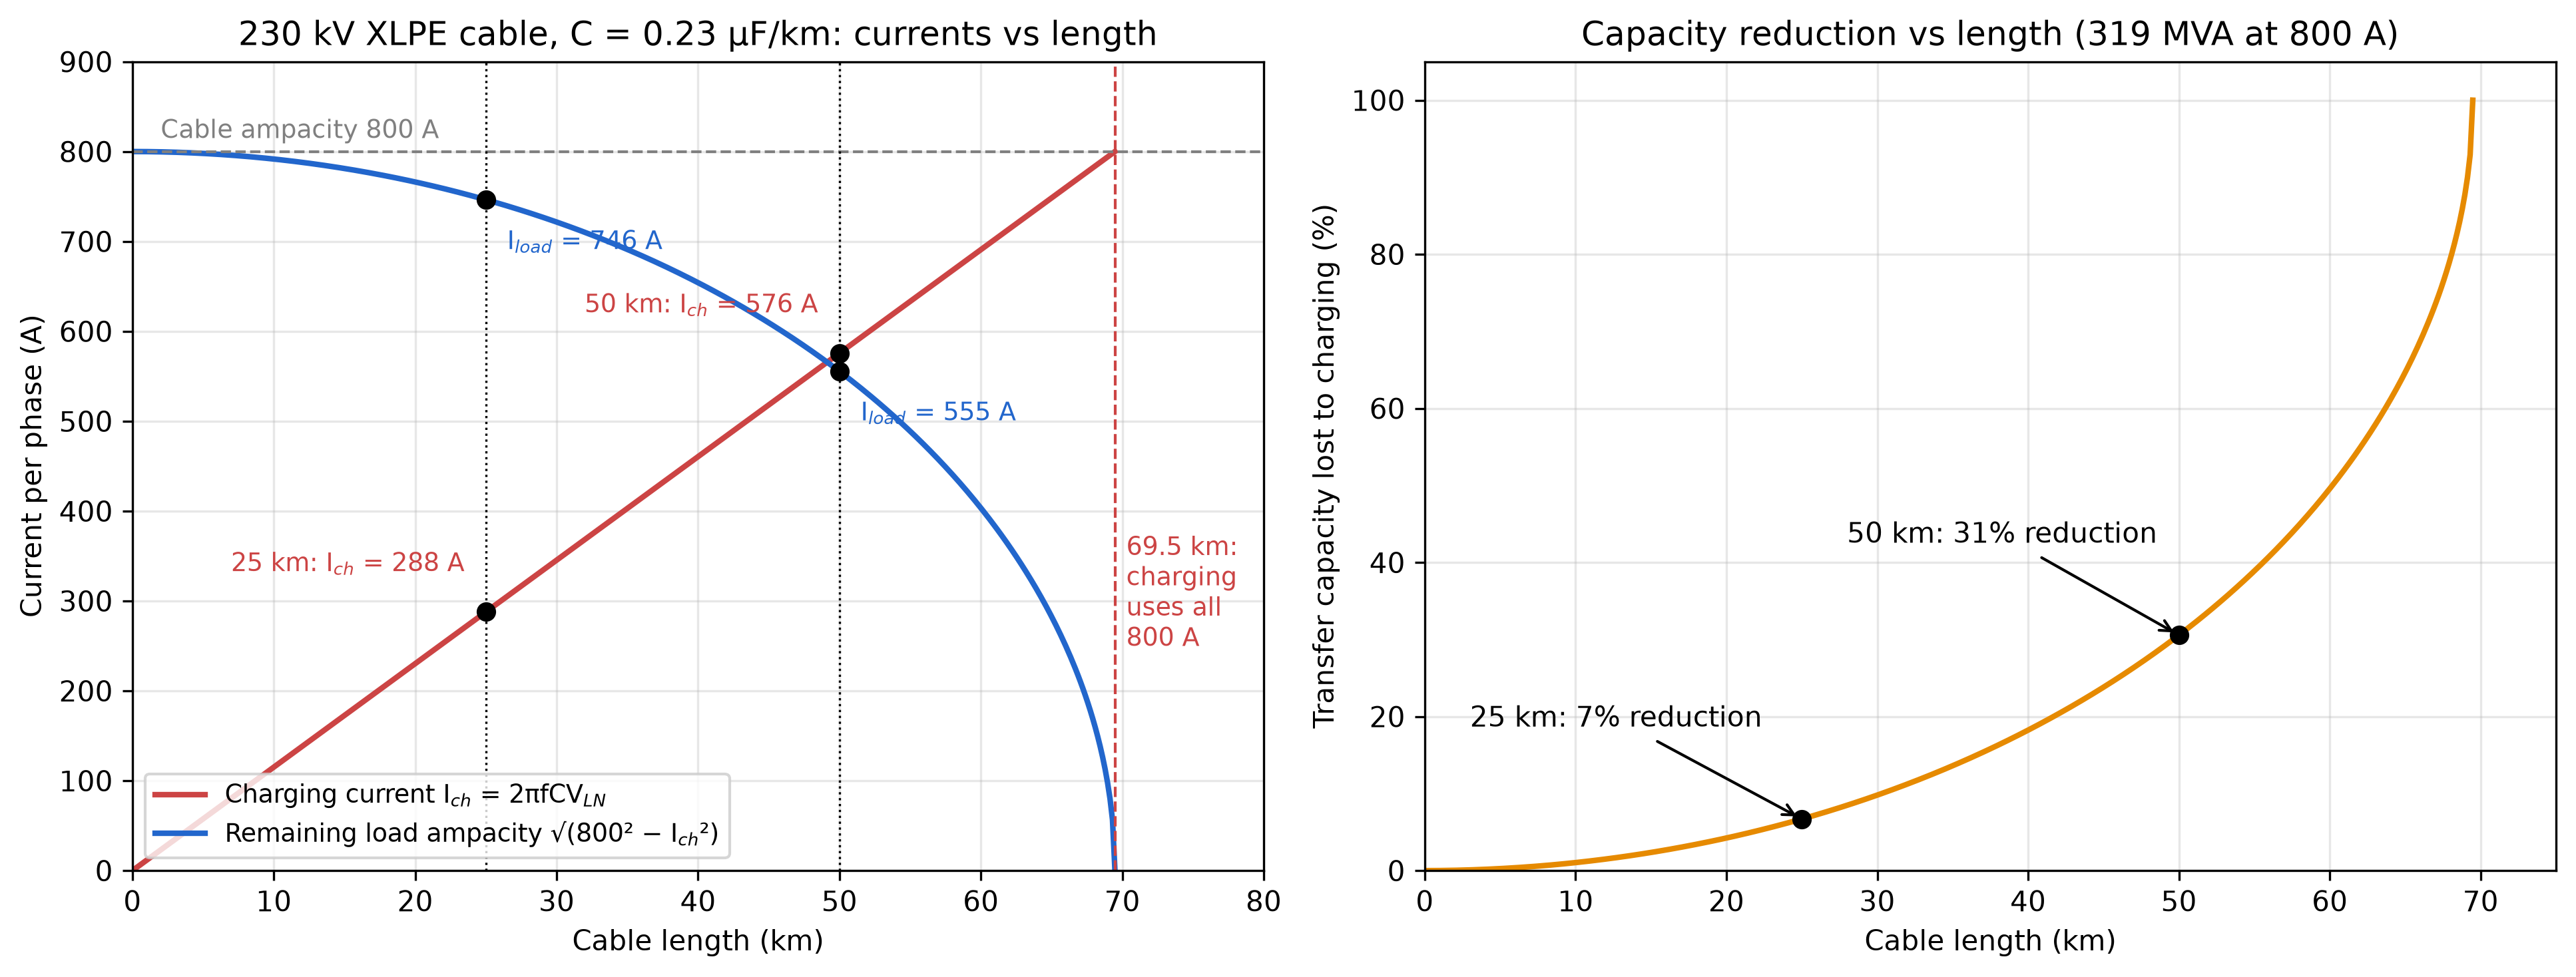 230 kV XLPE cable, C = 0.23 µF/km: currents vs length
Current per phase (A)
900
800
700
600
500
400
300
200
100
0
Cable ampacity 800 A
I_load = 746 A
50 km: I_ch = 576 A
I_load = 555 A
25 km: I_ch = 288 A
69.5 km:
charging
uses all
800 A
Charging current I_ch = 2πfCV_LN
Remaining load ampacity √(800² − I_ch²)
0 10 20 30 40 50 60 70 80
Cable length (km)
Capacity reduction vs length (319 MVA at 800 A)
Transfer capacity lost to charging (%)
100
80
60
40
20
0
50 km: 31% reduction
25 km: 7% reduction
0 10 20 30 40 50 60 70
Cable length (km)